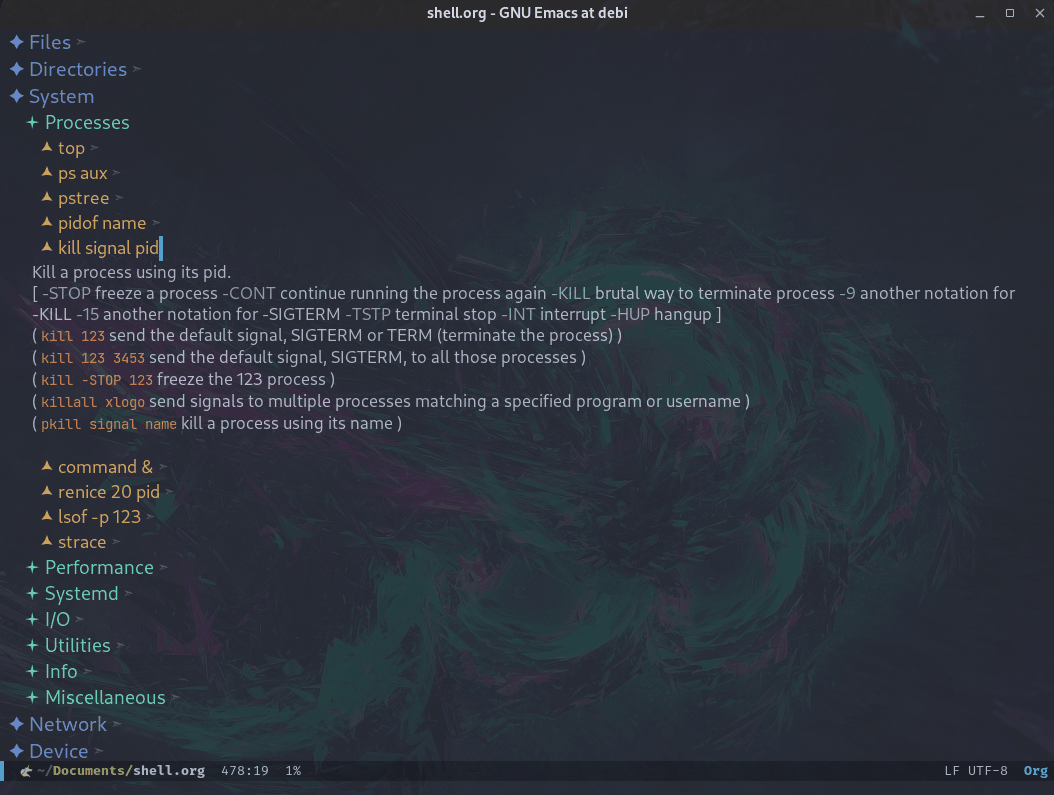 shell.org - GNU Emacs at debi
Files
Directories
System
Processes
top
ps aux
pstree
pidof name
kill signal pid
Kill a process using its pid.
[ -STOP freeze a process -CONT continue running the process again -KILL brutal way to terminate process -9 another notation for
-KILL -15 another notation for -SIGTERM -TSTP terminal stop -INT interrupt -HUP hangup ]
( kill 123 send the default signal, SIGTERM or TERM (terminate the process) )
( kill 123 3453 send the default signal, SIGTERM, to all those processes )
( kill -STOP 123 freeze the 123 process )
( killall xlogo send signals to multiple processes matching a specified program or username )
( pkill signal name kill a process using its name )
command &
renice 20 pid
lsof -p 123
strace
Performance
Systemd
I/O
Utilities
Info
Miscellaneous
Network
Device
~/Documents/shell.org 478:19 1% LF UTF-8 Org